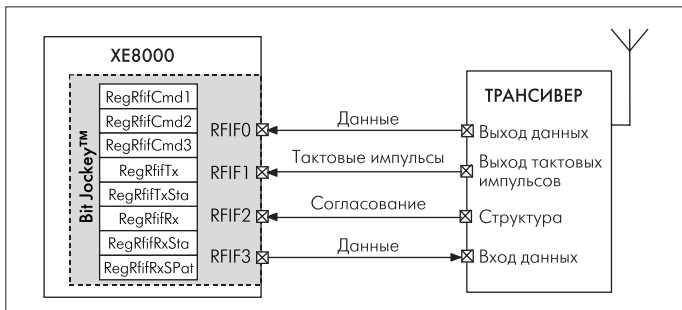 XE8000
Bit Jockey™
RegRfifCmd1
RegRfifCmd2
RegRfifCmd3
RegRfifTx
RegRfifTxSta
RegRfifRx
RegRfifRxSta
RegRfifRxSPat
RFIF0
RFIF1
RFIF2
RFIF3
Данные
Тактовые импульсы
Согласование
Данные
ТРАНСИВЕР
Выход данных
Выход тактовых
импульсов
Структура
Вход данных